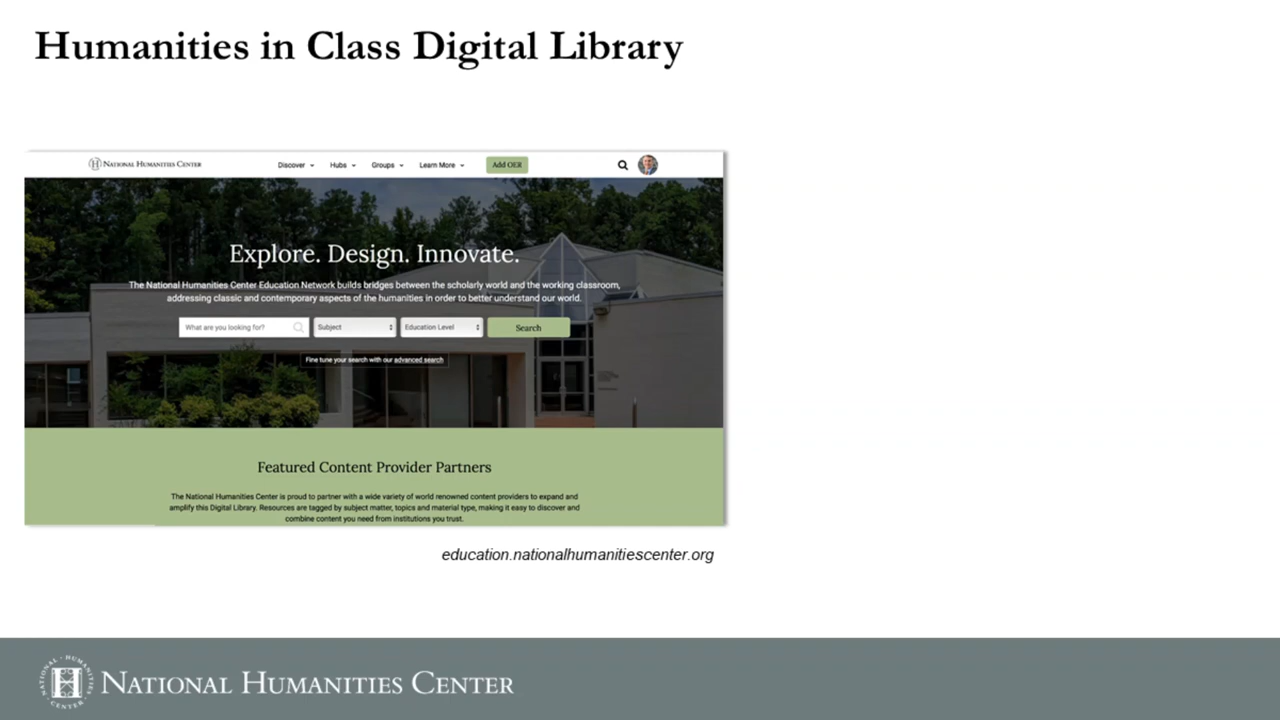 Humanities in Class Digital Library
NATIONAL HUMANITIES CENTER
Discover
Hubs
Groups
Learn More
Add OER
Explore. Design. Innovate.
The National Humanities Center Education Network builds bridges between the scholarly world and the working classroom,
addressing classic and contemporary aspects of the humanities in order to better understand our world.
What are you looking for?
Subject
Education Level
Search
Fine tune your search with our advanced search
Featured Content Provider Partners
The National Humanities Center is proud to partner with a wide variety of world renowned content providers to expand and
amplify this Digital Library. Resources are tagged by subject matter, topics and material type, making it easy to discover and
combine content you need from institutions you trust.
education.nationalhumanitiescenter.org
NATIONAL · HUMANITIES · CENTER ·
NATIONAL HUMANITIES CENTER